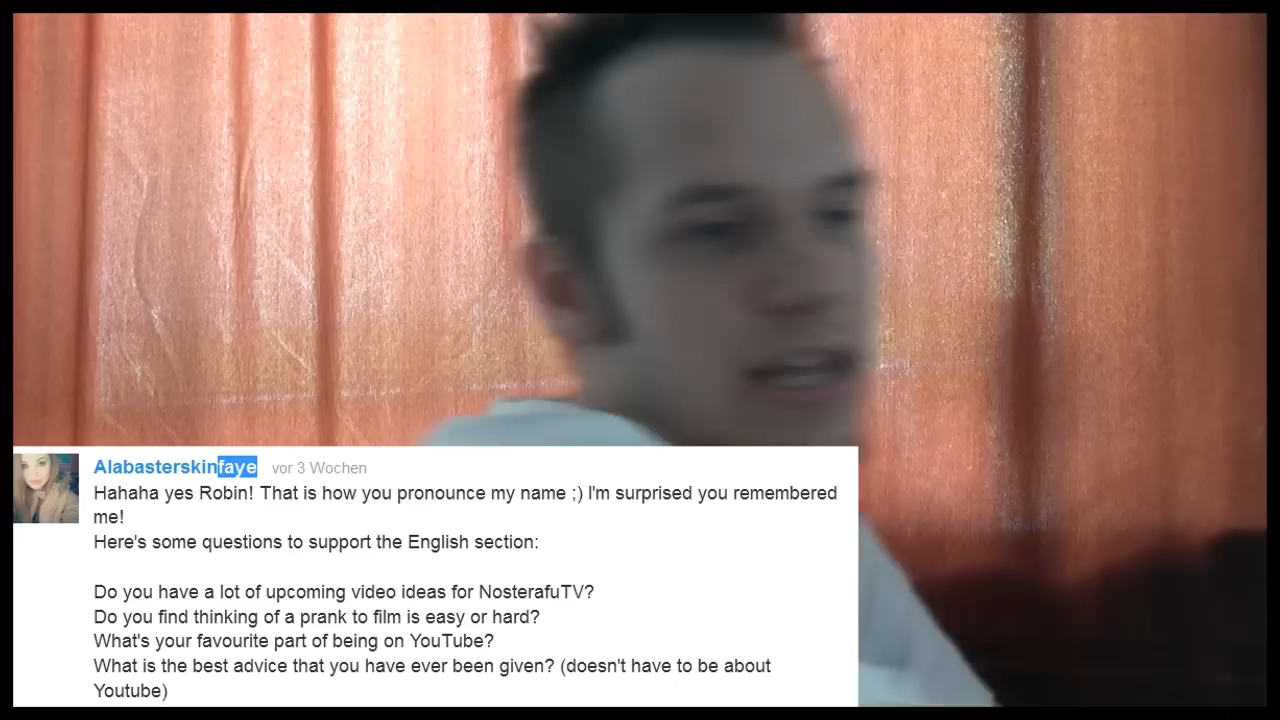 Alabasterskinfaye vor 3 Wochen
Hahaha yes Robin! That is how you pronounce my name ;) I'm surprised you remembered
me!
Here's some questions to support the English section:
Do you have a lot of upcoming video ideas for NosterafuTV?
Do you find thinking of a prank to film is easy or hard?
What's your favourite part of being on YouTube?
What is the best advice that you have ever been given? (doesn't have to be about
Youtube)